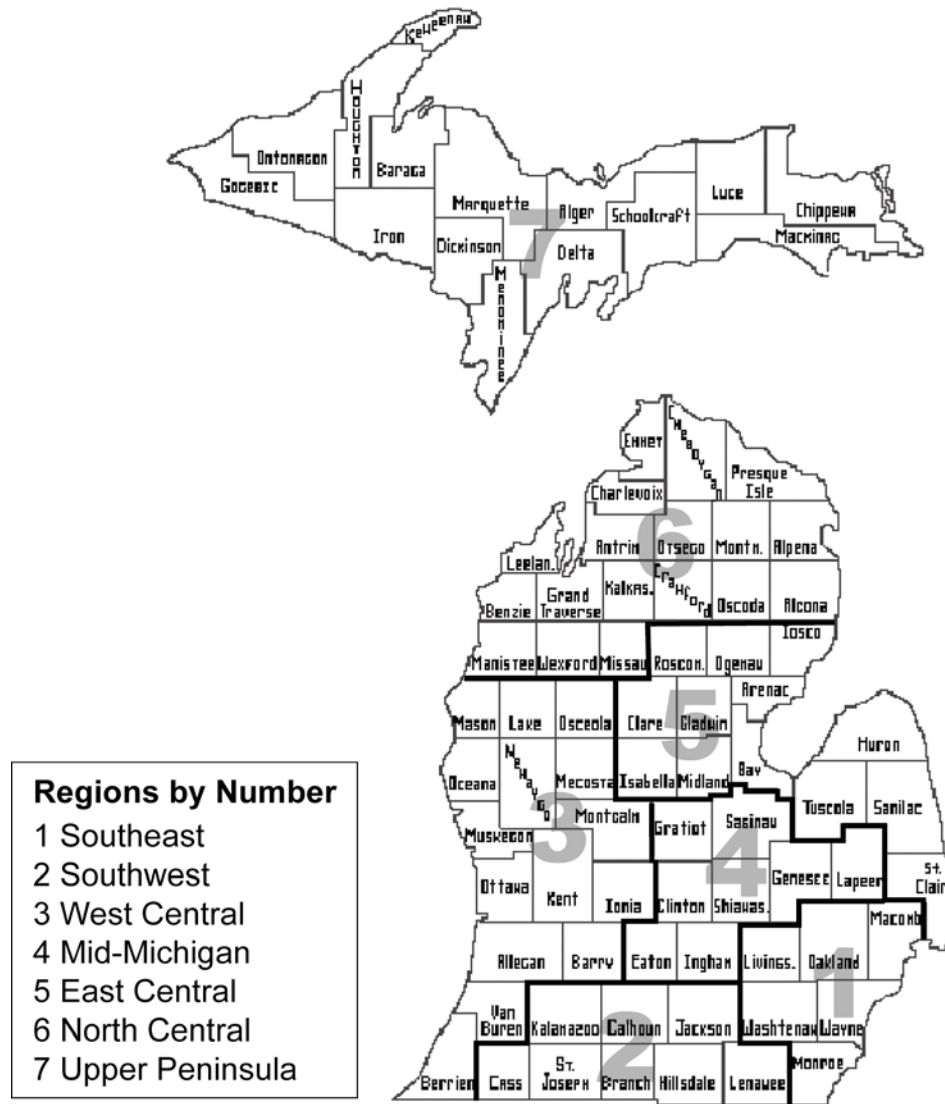 Keweenaw
Houghton
Ontonagon
Baraga
Gogebic
Marquette
Alger
Luce
Schoolcraft
Chippewa
Iron
Dickinson
7
Delta
Mackinac
Menominee
Emmet
Cheboygan
Presque
Isle
Charlevoix
6
Antrim
Otsego
Montm.
Alpena
Leelan.
Benzie
Grand
Traverse
Kalkas.
Crawford
Oscoda
Alcona
Iosco
Manistee
Wexford
Missau
Roscom.
Ogemaw
Arenac
5
Mason
Lake
Osceola
Clare
Gladwin
Huron
Oceana
Newaygo
Mecosta
Isabella
Midland
Bay
Tuscola
Sanilac
3
Muskegon
Montcalm
Gratiot
Saginaw
4
Ottawa
Kent
Ionia
Clinton
Shiawas.
Genesee
Lapeer
St.
Clair
Macomb
Allegan
Barry
Eaton
Ingham
Livings.
Oakland
1
Van
Buren
Kalamazoo
Calhoun
Jackson
Washtenaw
Wayne
2
Berrien
Cass
St.
Joseph
Branch
Hillsdale
Lenawee
Monroe
Regions by Number
1 Southeast
2 Southwest
3 West Central
4 Mid-Michigan
5 East Central
6 North Central
7 Upper Peninsula